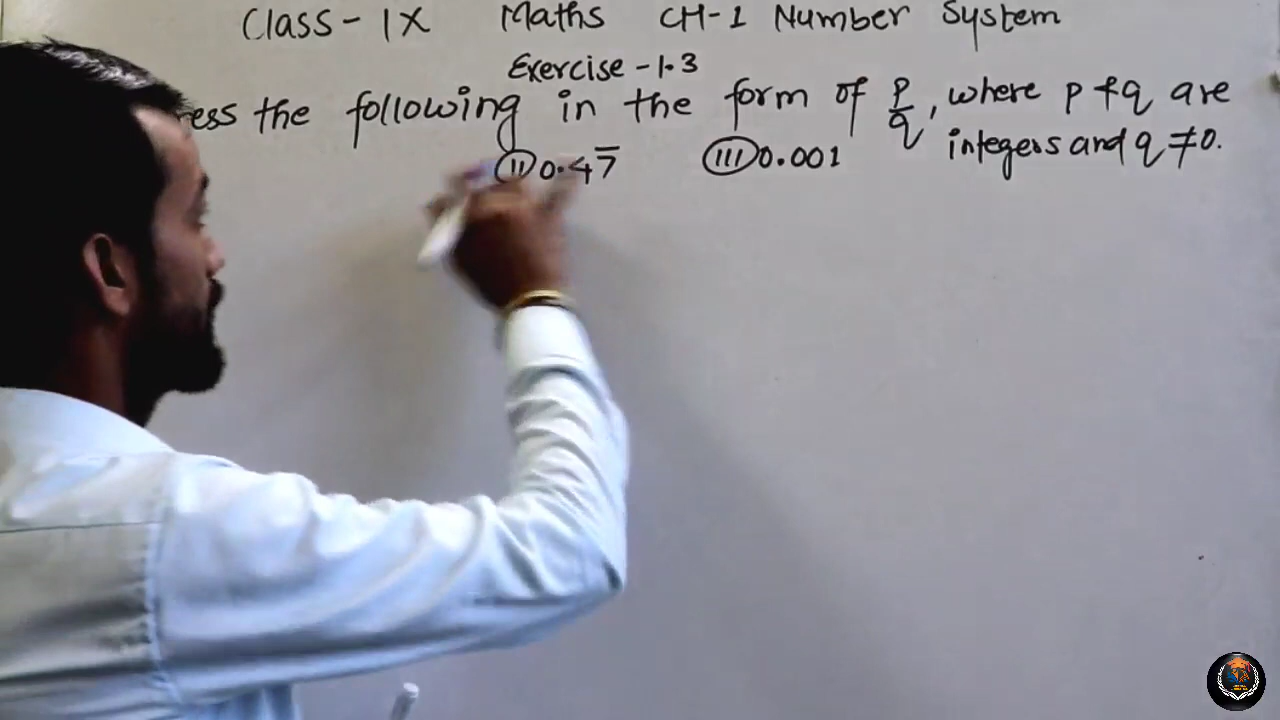 Class - IX Maths CH-1 Number System
Exercise - 1.3
ess the following in the form of p/q, where p & q are
integers and q ≠ 0.
(ii) 0.47̅ (iii) 0.001